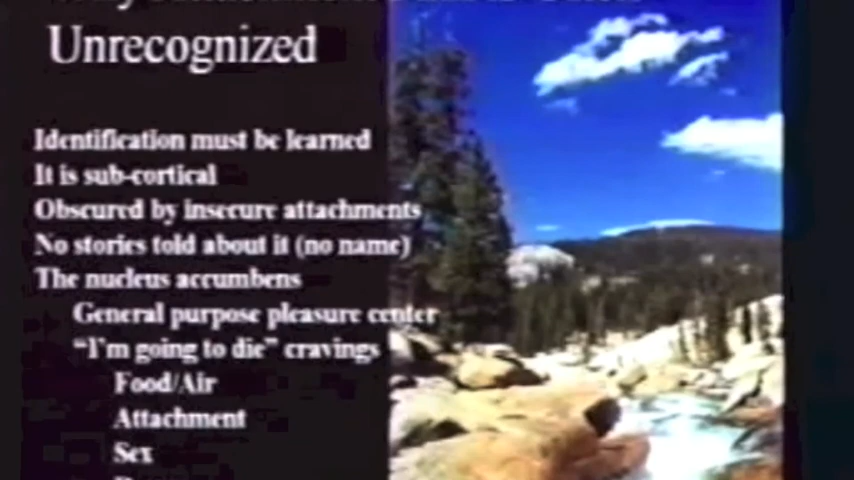 Unrecognized
Identification must be learned
It is sub-cortical
Obscured by insecure attachments
No stories told about it (no name)
The nucleus accumbens
General purpose pleasure center
“I’m going to die” cravings
Food/Air
Attachment
Sex